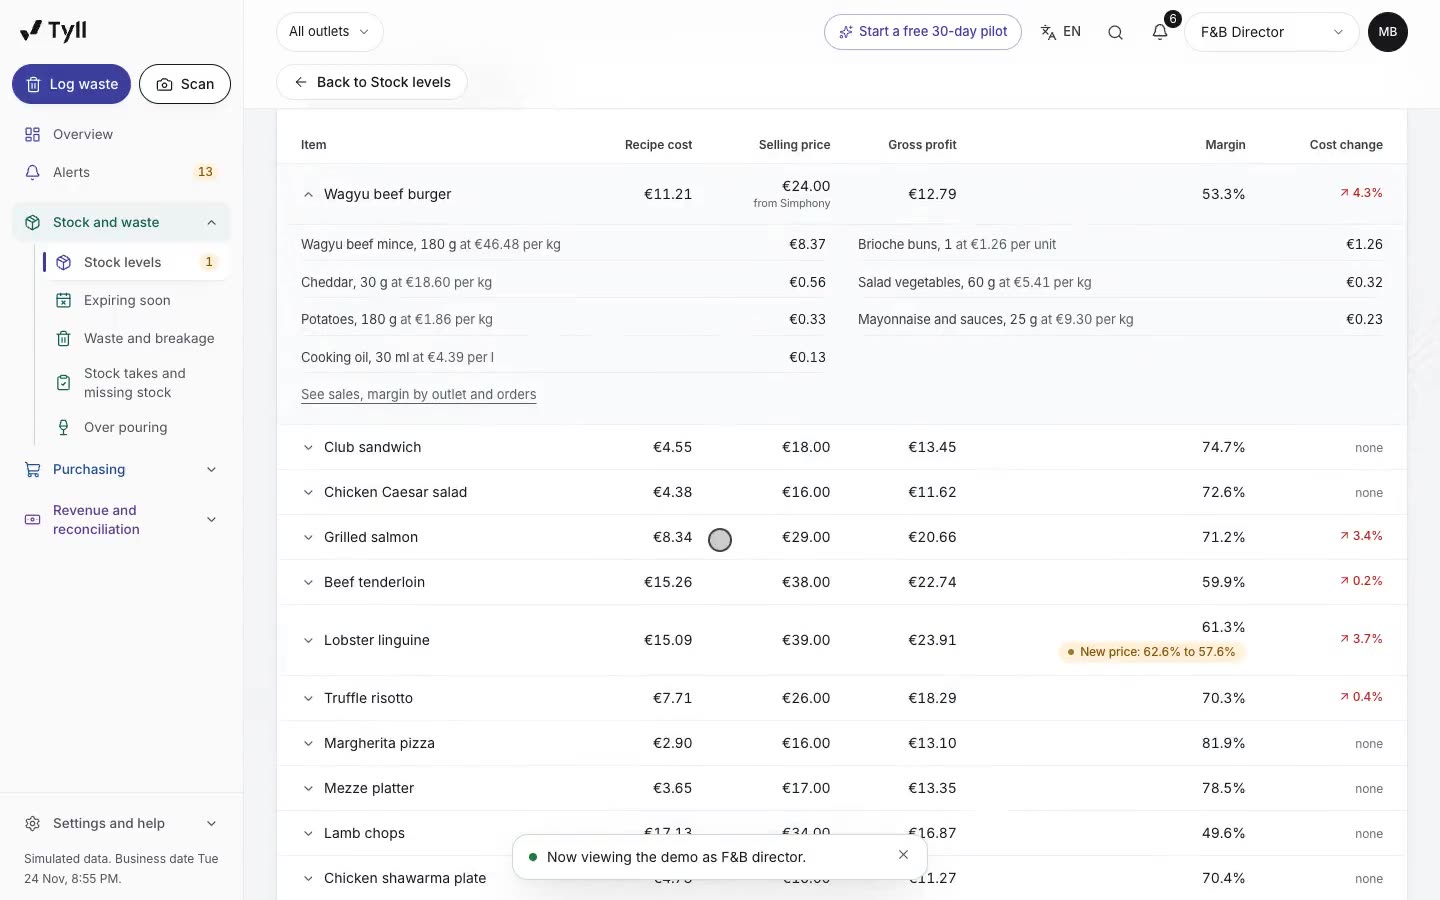 Tyll
All outlets
Start a free 30-day pilot
EN
6
F&B Director
MB
Log waste
Scan
Back to Stock levels
Overview
Alerts 13
Stock and waste
Stock levels 1
Expiring soon
Waste and breakage
Stock takes and
missing stock
Over pouring
Purchasing
Revenue and
reconciliation
Settings and help
Simulated data. Business date Tue
24 Nov, 8:55 PM.
Item Recipe cost Selling price Gross profit Margin Cost change
Wagyu beef burger €11.21 €24.00 €12.79 53.3% 4.3%
from Simphony
Wagyu beef mince, 180 g at €46.48 per kg €8.37 Brioche buns, 1 at €1.26 per unit €1.26
Cheddar, 30 g at €18.60 per kg €0.56 Salad vegetables, 60 g at €5.41 per kg €0.32
Potatoes, 180 g at €1.86 per kg €0.33 Mayonnaise and sauces, 25 g at €9.30 per kg €0.23
Cooking oil, 30 ml at €4.39 per l €0.13
See sales, margin by outlet and orders
Club sandwich €4.55 €18.00 €13.45 74.7% none
Chicken Caesar salad €4.38 €16.00 €11.62 72.6% none
Grilled salmon €8.34 €29.00 €20.66 71.2% 3.4%
Beef tenderloin €15.26 €38.00 €22.74 59.9% 0.2%
Lobster linguine €15.09 €39.00 €23.91 61.3% 3.7%
New price: 62.6% to 57.6%
Truffle risotto €7.71 €26.00 €18.29 70.3% 0.4%
Margherita pizza €2.90 €16.00 €13.10 81.9% none
Mezze platter €3.65 €17.00 €13.35 78.5% none
Lamb chops €17.13 €34.00 €16.87 49.6% none
Now viewing the demo as F&B director.
Chicken shawarma plate €11.27 70.4% none